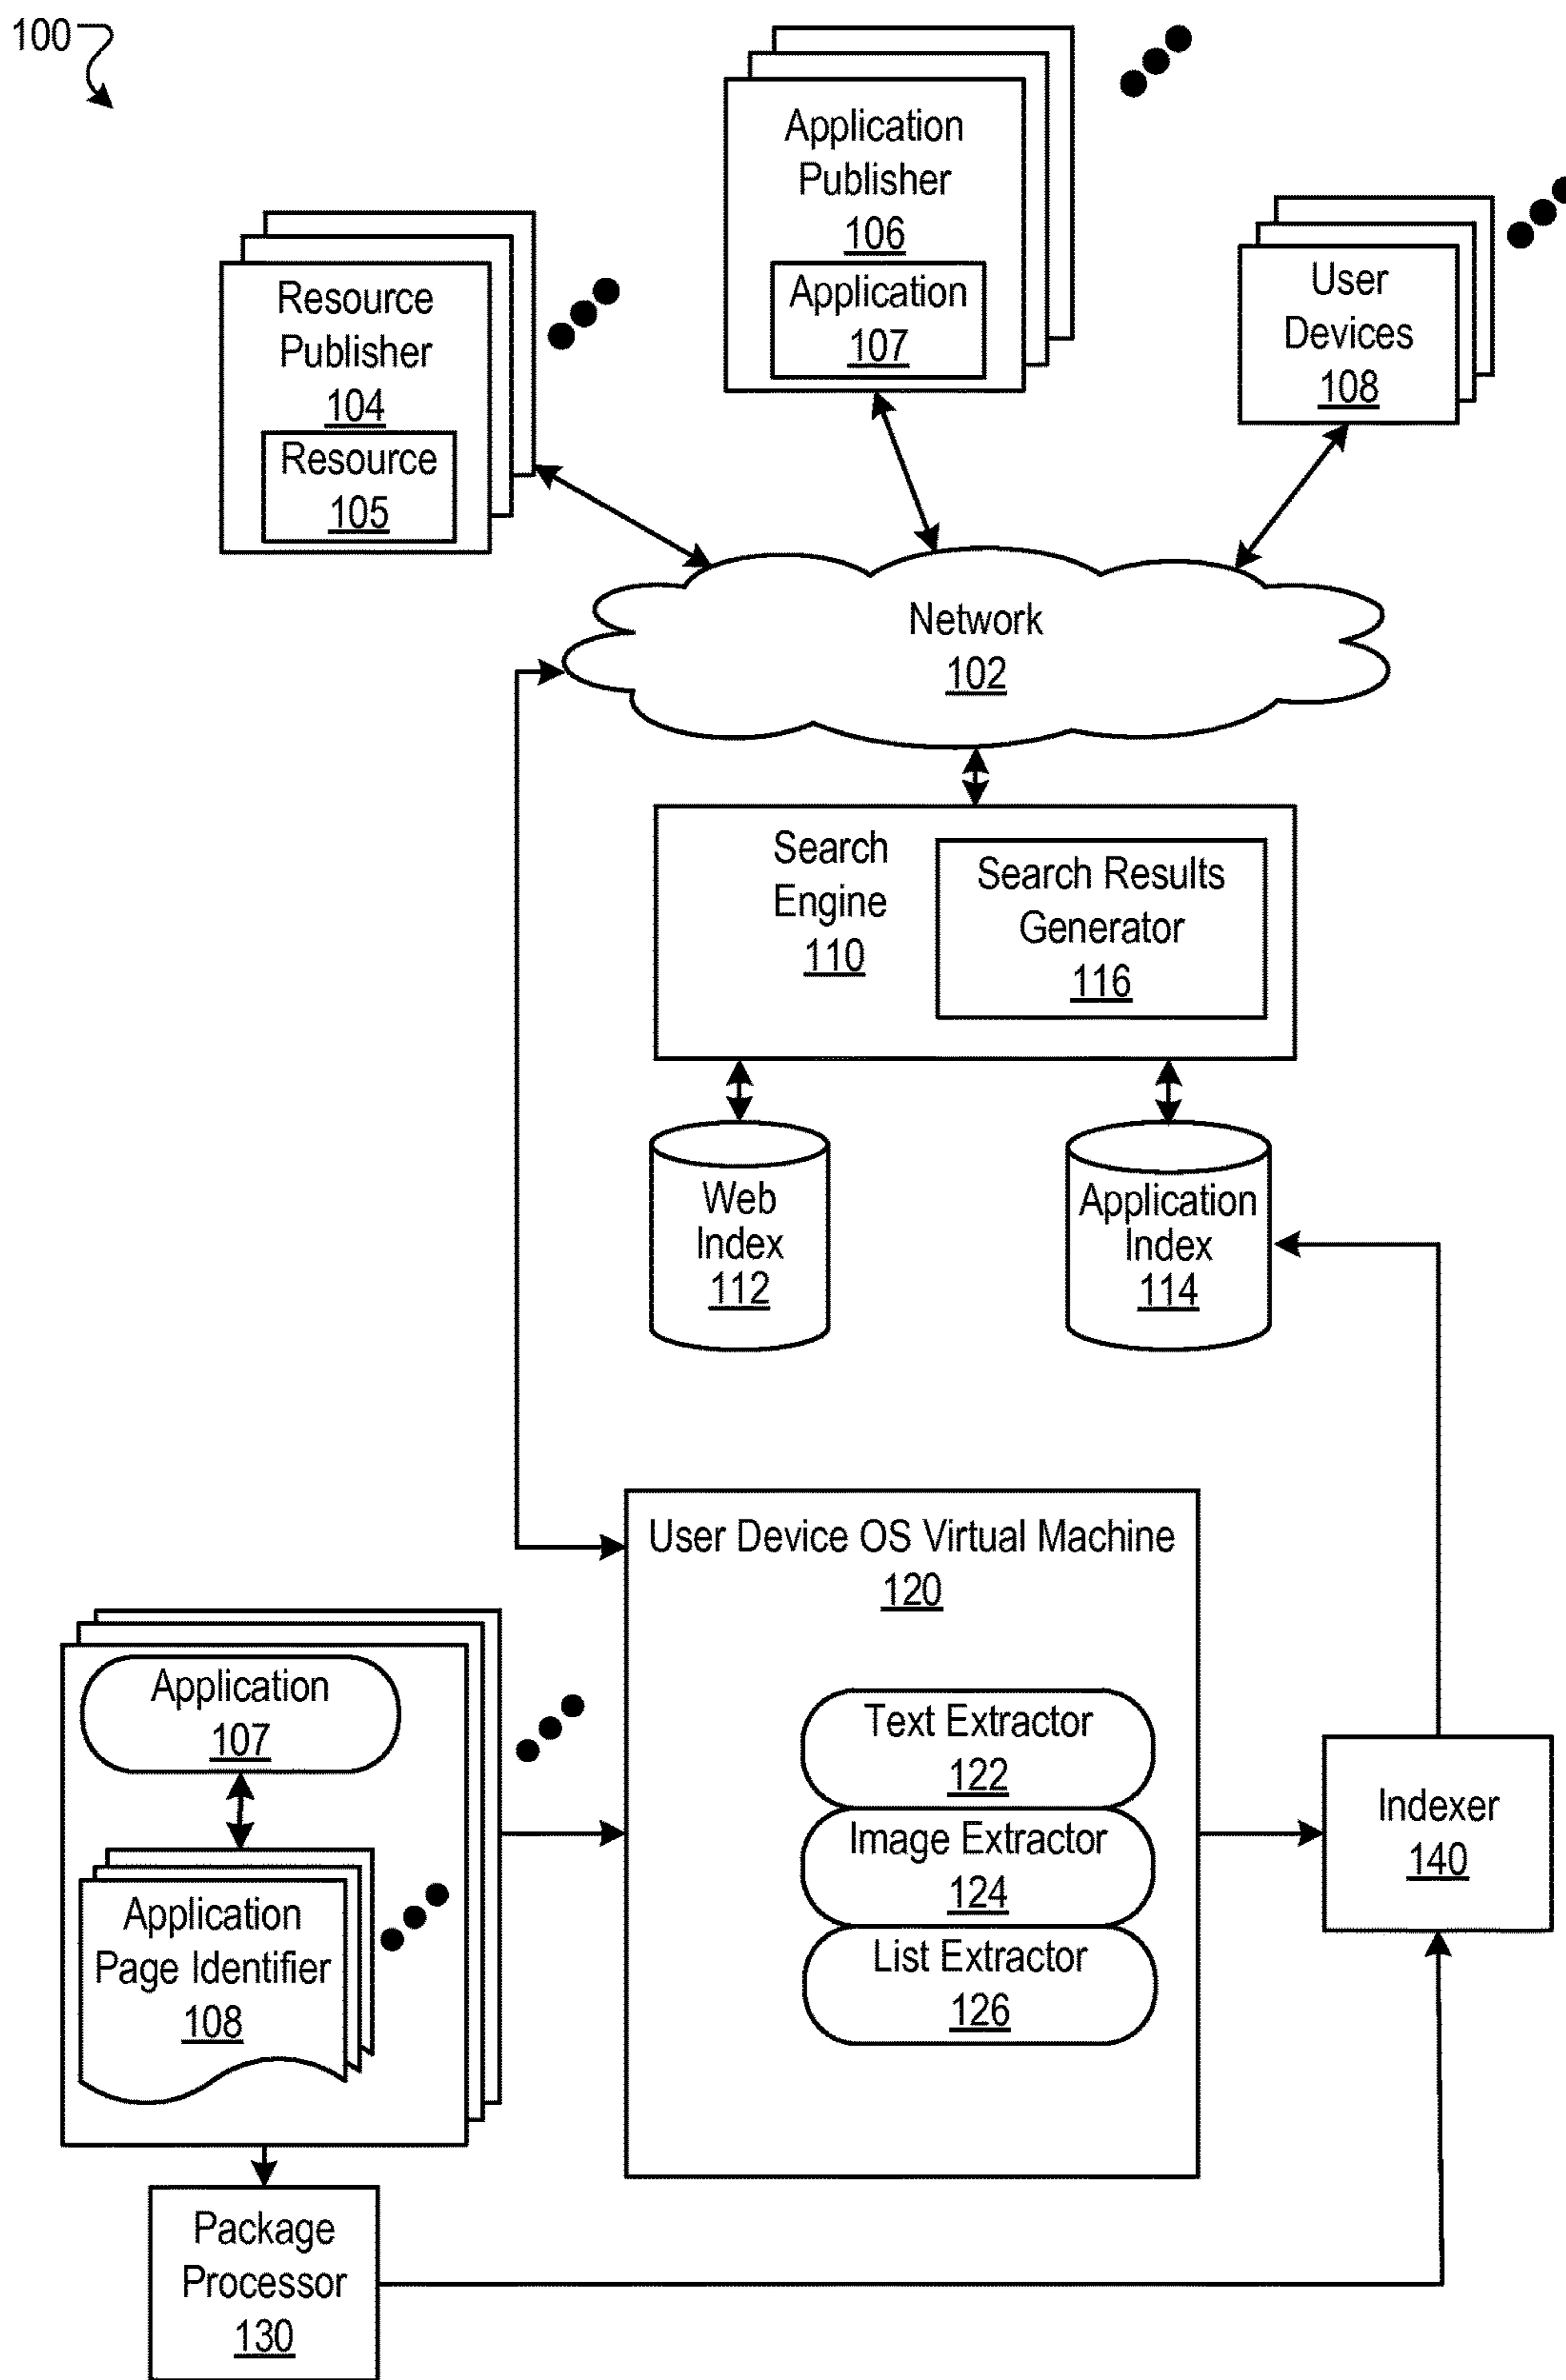 100
Application
Publisher
106
Application
107
Resource
Publisher
104
Resource
105
User
Devices
108
Network
102
Search
Engine
110
Search Results
Generator
116
Web
Index
112
Application
Index
114
User Device OS Virtual Machine
120
Text Extractor
122
Image Extractor
124
List Extractor
126
Application
107
Application
Page Identifier
108
Indexer
140
Package
Processor
130